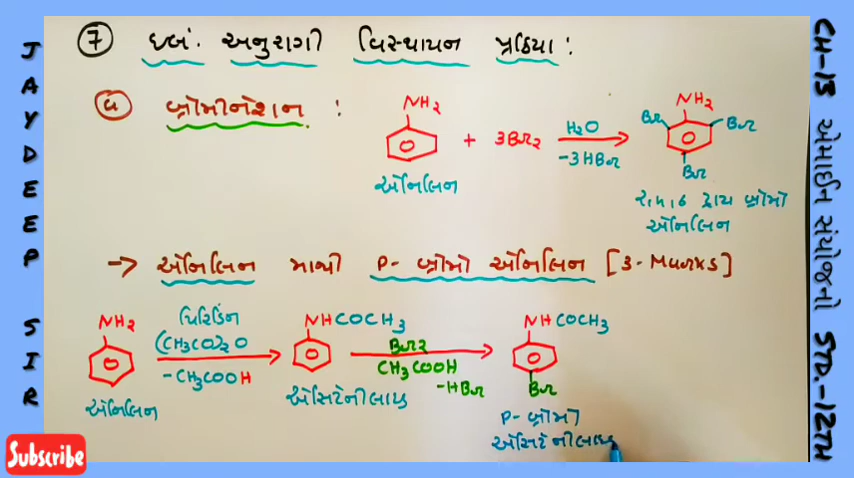 JAYDEEP SIR
7 ઇલે. અનુરાગી વિસ્થાપન પ્રક્રિયા :
a બ્રોમીનેશન :
NH2 + 3Br2 H2O -3HBr NH2 Br Br Br
એનિલિન
2,4,6 ટ્રાય બ્રોમો
એનિલિન
→ એનિલિન માંથી P- બ્રોમો એનિલિન [3-Marks]
NH2 પિરિડિન (CH3CO)2O -CH3COOH NHCOCH3 Br2 CH3COOH -HBr NHCOCH3 Br
એનિલિન
એસિટેનીલાઇડ
P- બ્રોમો
એસિટેનીલાઇડ
CH-13 એમાઈન સંયોજનો STD.-12TH
Subscribe